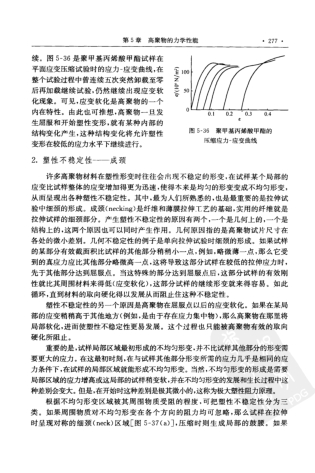 第5章 高聚物的力学性能 · 277 ·
续。图5-36是聚甲基丙烯酸甲酯试样在
平面应变压缩试验时的应力-应变曲线,在
整个试验过程中普连续五次突然卸载至零
后再加载继续试验,仍然继续出现应变软
化现象。可见,应变软化是高聚物的一个
内在特性。由此也可推想,高聚物一旦发
生屈服和开始塑性形变,就有某种内部的
结构变化产生,这种结构变化将允许塑性
形变在较低的应力水平下继续进行。
σ/(10⁶ N/m²)
100
50
0.1 0.2 0.3 0.4
ε
图 5-36 聚甲基丙烯酸甲酯的
压缩应力-应变曲线
2. 塑性不稳定性——成颈
许多高聚物材料在塑性形变时往往会出现不稳定的形变,在试样某个局部的
应变比试样整体的应变增加得更为迅速,使得本来是均匀的形变变成不均匀形变,
从而呈现出各种塑性不稳定性。其中,最为人们所熟悉的,也是最重要的是拉伸试
验中细颈的形成。成颈(necking)是纤维和薄膜拉伸工艺的基础,实用的纤维就是
拉伸试样的细颈部分。产生塑性不稳定性的原因有两个,一个是几何上的,一个是
结构上的,这两个原因也可以同时产生作用。几何原因指的是高聚物试片尺寸在
各处的微小差别。几何不稳定性的例子是单向拉伸试验细颈的形成。如果试样
的某部分有效截面积比试样的其他部分稍稍小一点,例如,略微薄一点,那么它受
到的真应力应比其他部分略微大一点,这将导致这部分试样在较低的拉伸应力时,
先于其他部分达到屈服点。当这特殊的部分达到屈服点后,这部分试样的有效刚
性就比其周围材料来得低(应变软化),这部分试样的继续形变就来得容易。如此
循环,直到材料的取向硬化得以发展从而阻止住这种不稳定性。
塑性不稳定性的另一个原因是高聚物在屈服点以后的应变软化。如果在某局
部的应变稍稍高于其他地方(例如,是由于存在应力集中物),那么高聚物在那里将
局部软化,进而使塑性不稳定性更易发展。这个过程也只能被高聚物有效的取向
硬化所阻止。
重要的是,试样局部区域最初形成的不均匀形变,并不比试样其他部分的形变需
要更大的应力。在这最初时刻,在与试样其他部分形变所需的应力几乎是相同的应
力条件下,在试样的局部区域就能形成不均匀形变。当然,不均匀形变的形成是需要
局部区域的应力增高或这局部的试样稍变软,并在不均匀形变的发展和生长过程中这
种差别会变大。但是,在开始时这种差别是极其微小的,这称为极大塑性阻力原理。
根据不均匀形变区域被其周围物质受阻的程度,可把塑性不稳定性分为三
类。如果周围物质对不均匀形变在各个方向的阻力均可忽略,那么试样在拉伸
时呈现对称的细颈(neck)区域[图5-37(a)],压缩时则生成局部的腰腰。如果